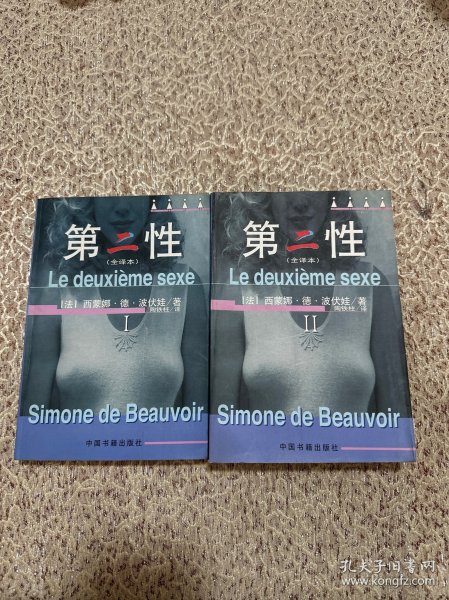 第二性
(全译本)
Le deuxième sexe
[法] 西蒙娜·德·波伏娃/著
陶铁柱/译
I
Simone de Beauvoir
中国书籍出版社
第二性
(全译本)
Le deuxième sexe
[法] 西蒙娜·德·波伏娃/著
陶铁柱/译
II
Simone de Beauvoir
中国书籍出版社
孔夫子旧书网
www.kongfz.com